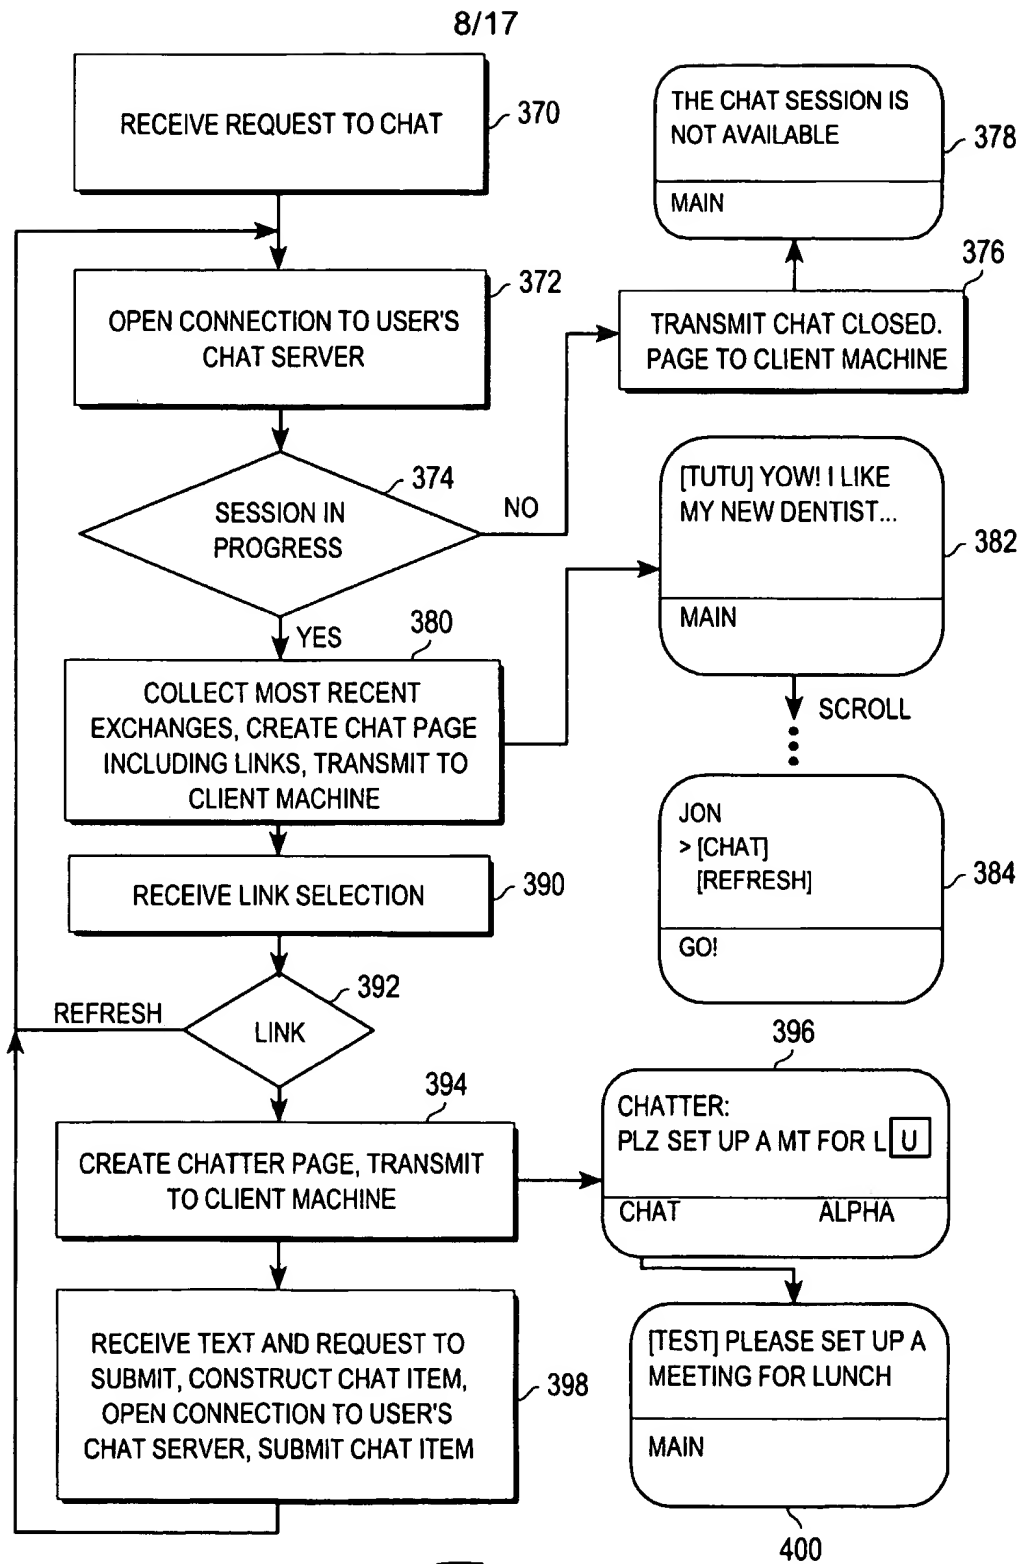 8/17
RECEIVE REQUEST TO CHAT
370
THE CHAT SESSION IS
NOT AVAILABLE
MAIN
378
372
OPEN CONNECTION TO USER'S
CHAT SERVER
376
TRANSMIT CHAT CLOSED.
PAGE TO CLIENT MACHINE
374
SESSION IN
PROGRESS
NO
YES
[TUTU] YOW! I LIKE
MY NEW DENTIST...
MAIN
382
SCROLL
380
COLLECT MOST RECENT
EXCHANGES, CREATE CHAT PAGE
INCLUDING LINKS, TRANSMIT TO
CLIENT MACHINE
JON
> [CHAT]
[REFRESH]
GO!
384
RECEIVE LINK SELECTION
390
392
LINK
REFRESH
394
CREATE CHATTER PAGE, TRANSMIT
TO CLIENT MACHINE
396
CHATTER:
PLZ SET UP A MT FOR L U
CHAT ALPHA
RECEIVE TEXT AND REQUEST TO
SUBMIT, CONSTRUCT CHAT ITEM,
OPEN CONNECTION TO USER'S
CHAT SERVER, SUBMIT CHAT ITEM
398
[TEST] PLEASE SET UP A
MEETING FOR LUNCH
MAIN
400